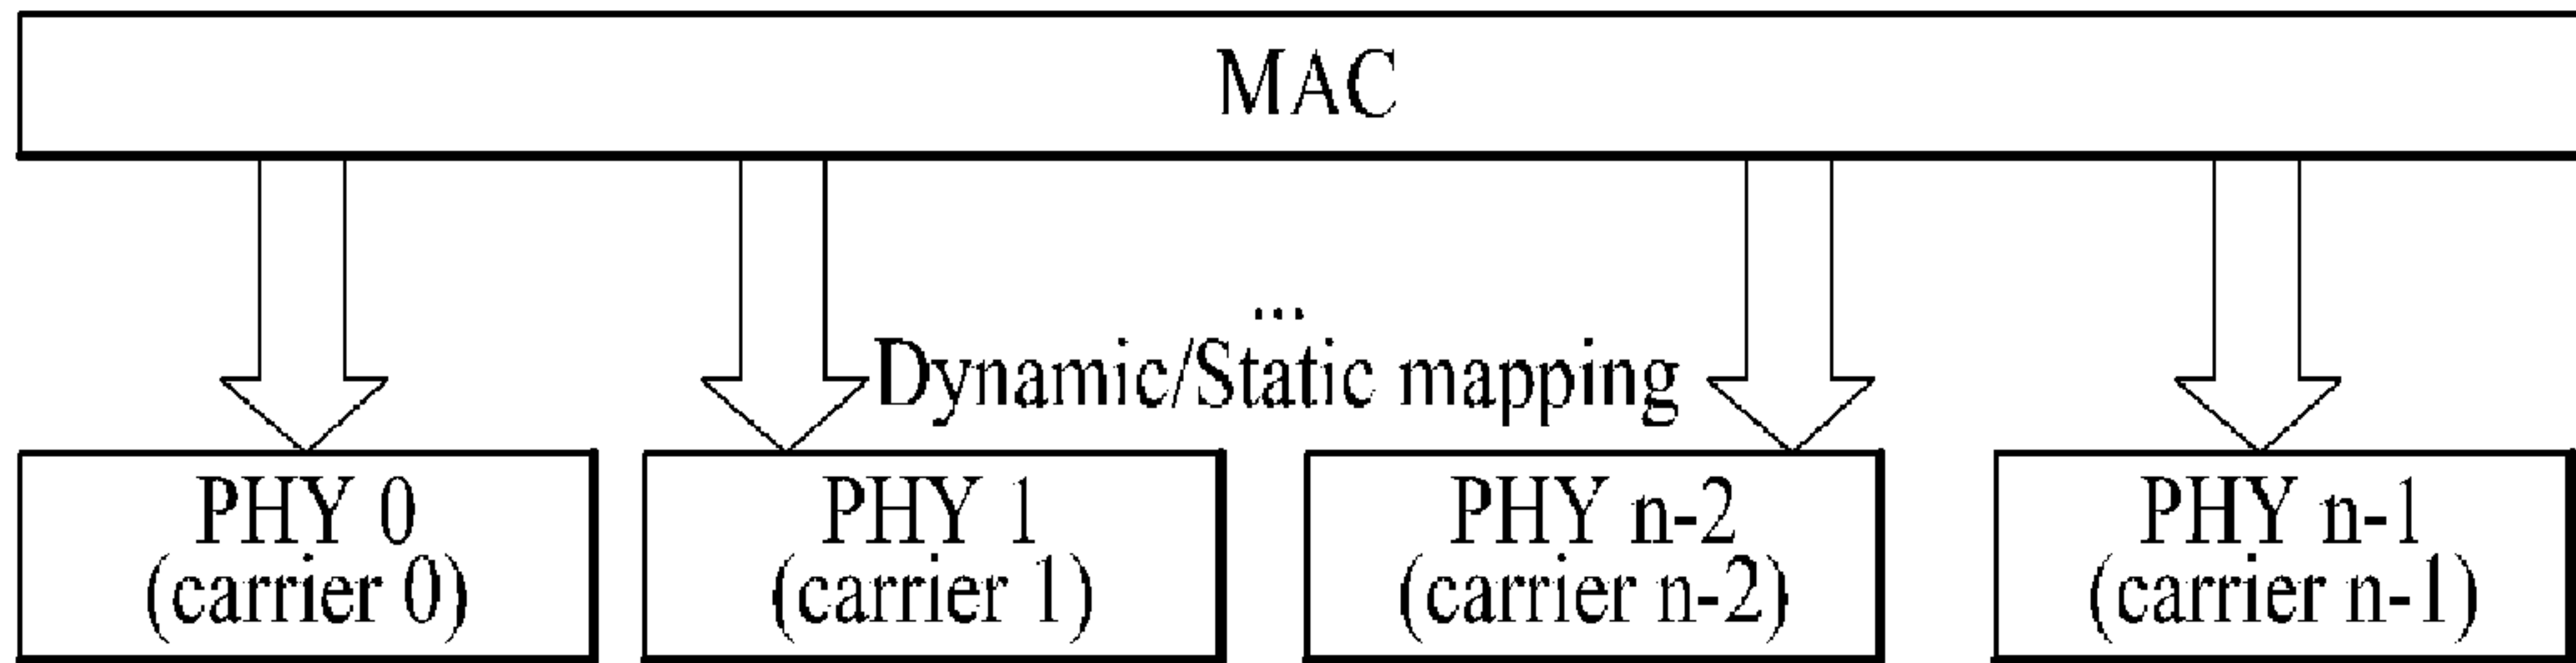 MAC
...
Dynamic/Static mapping
PHY 0
(carrier 0)
PHY 1
(carrier 1)
PHY n-2
(carrier n-2)
PHY n-1
(carrier n-1)